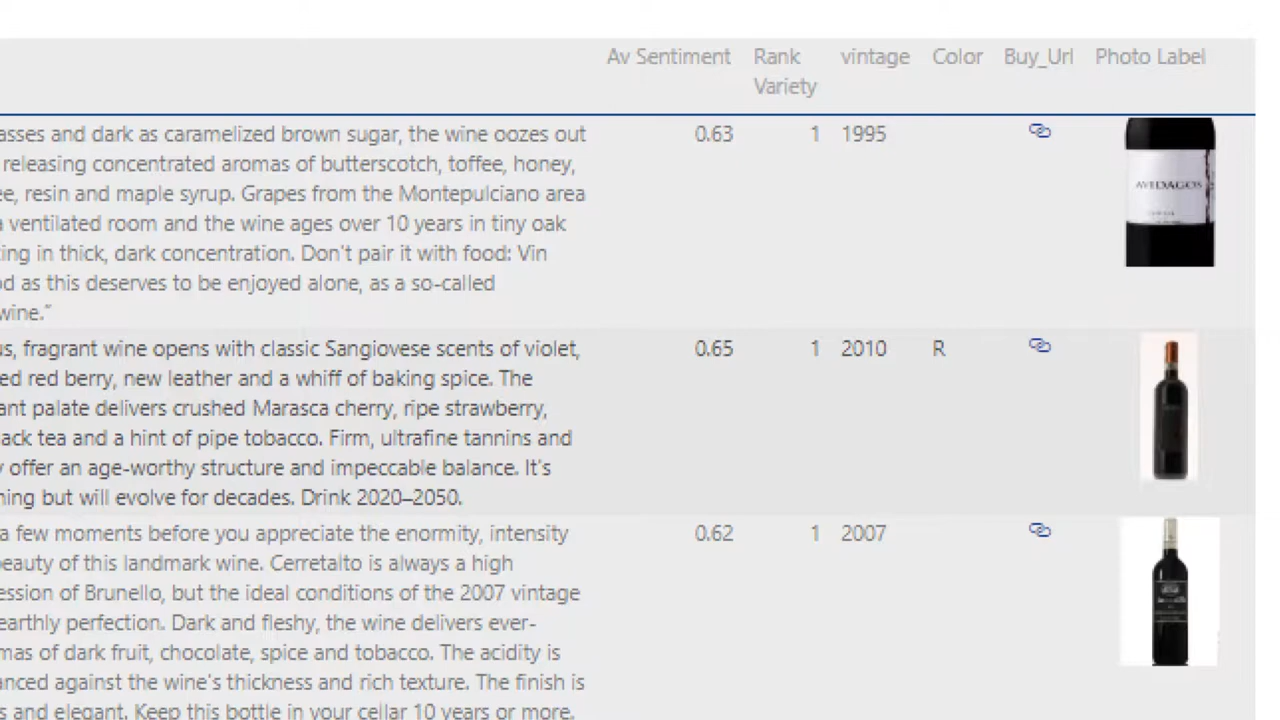 Av Sentiment Rank Variety vintage Color Buy_Url Photo Label
asses and dark as caramelized brown sugar, the wine oozes out
releasing concentrated aromas of butterscotch, toffee, honey,
ee, resin and maple syrup. Grapes from the Montepulciano area
a ventilated room and the wine ages over 10 years in tiny oak
ting in thick, dark concentration. Don't pair it with food: Vin
od as this deserves to be enjoyed alone, as a so-called
wine.”
0.63 1 1995
AVIDAGOS
us, fragrant wine opens with classic Sangiovese scents of violet,
ed red berry, new leather and a whiff of baking spice. The
ant palate delivers crushed Marasca cherry, ripe strawberry,
lack tea and a hint of pipe tobacco. Firm, ultrafine tannins and
y offer an age-worthy structure and impeccable balance. It's
ning but will evolve for decades. Drink 2020–2050.
0.65 1 2010 R
a few moments before you appreciate the enormity, intensity
beauty of this landmark wine. Cerretalto is always a high
ession of Brunello, but the ideal conditions of the 2007 vintage
earthly perfection. Dark and fleshy, the wine delivers ever-
mas of dark fruit, chocolate, spice and tobacco. The acidity is
anced against the wine's thickness and rich texture. The finish is
s and elegant. Keep this bottle in your cellar 10 years or more.
0.62 1 2007